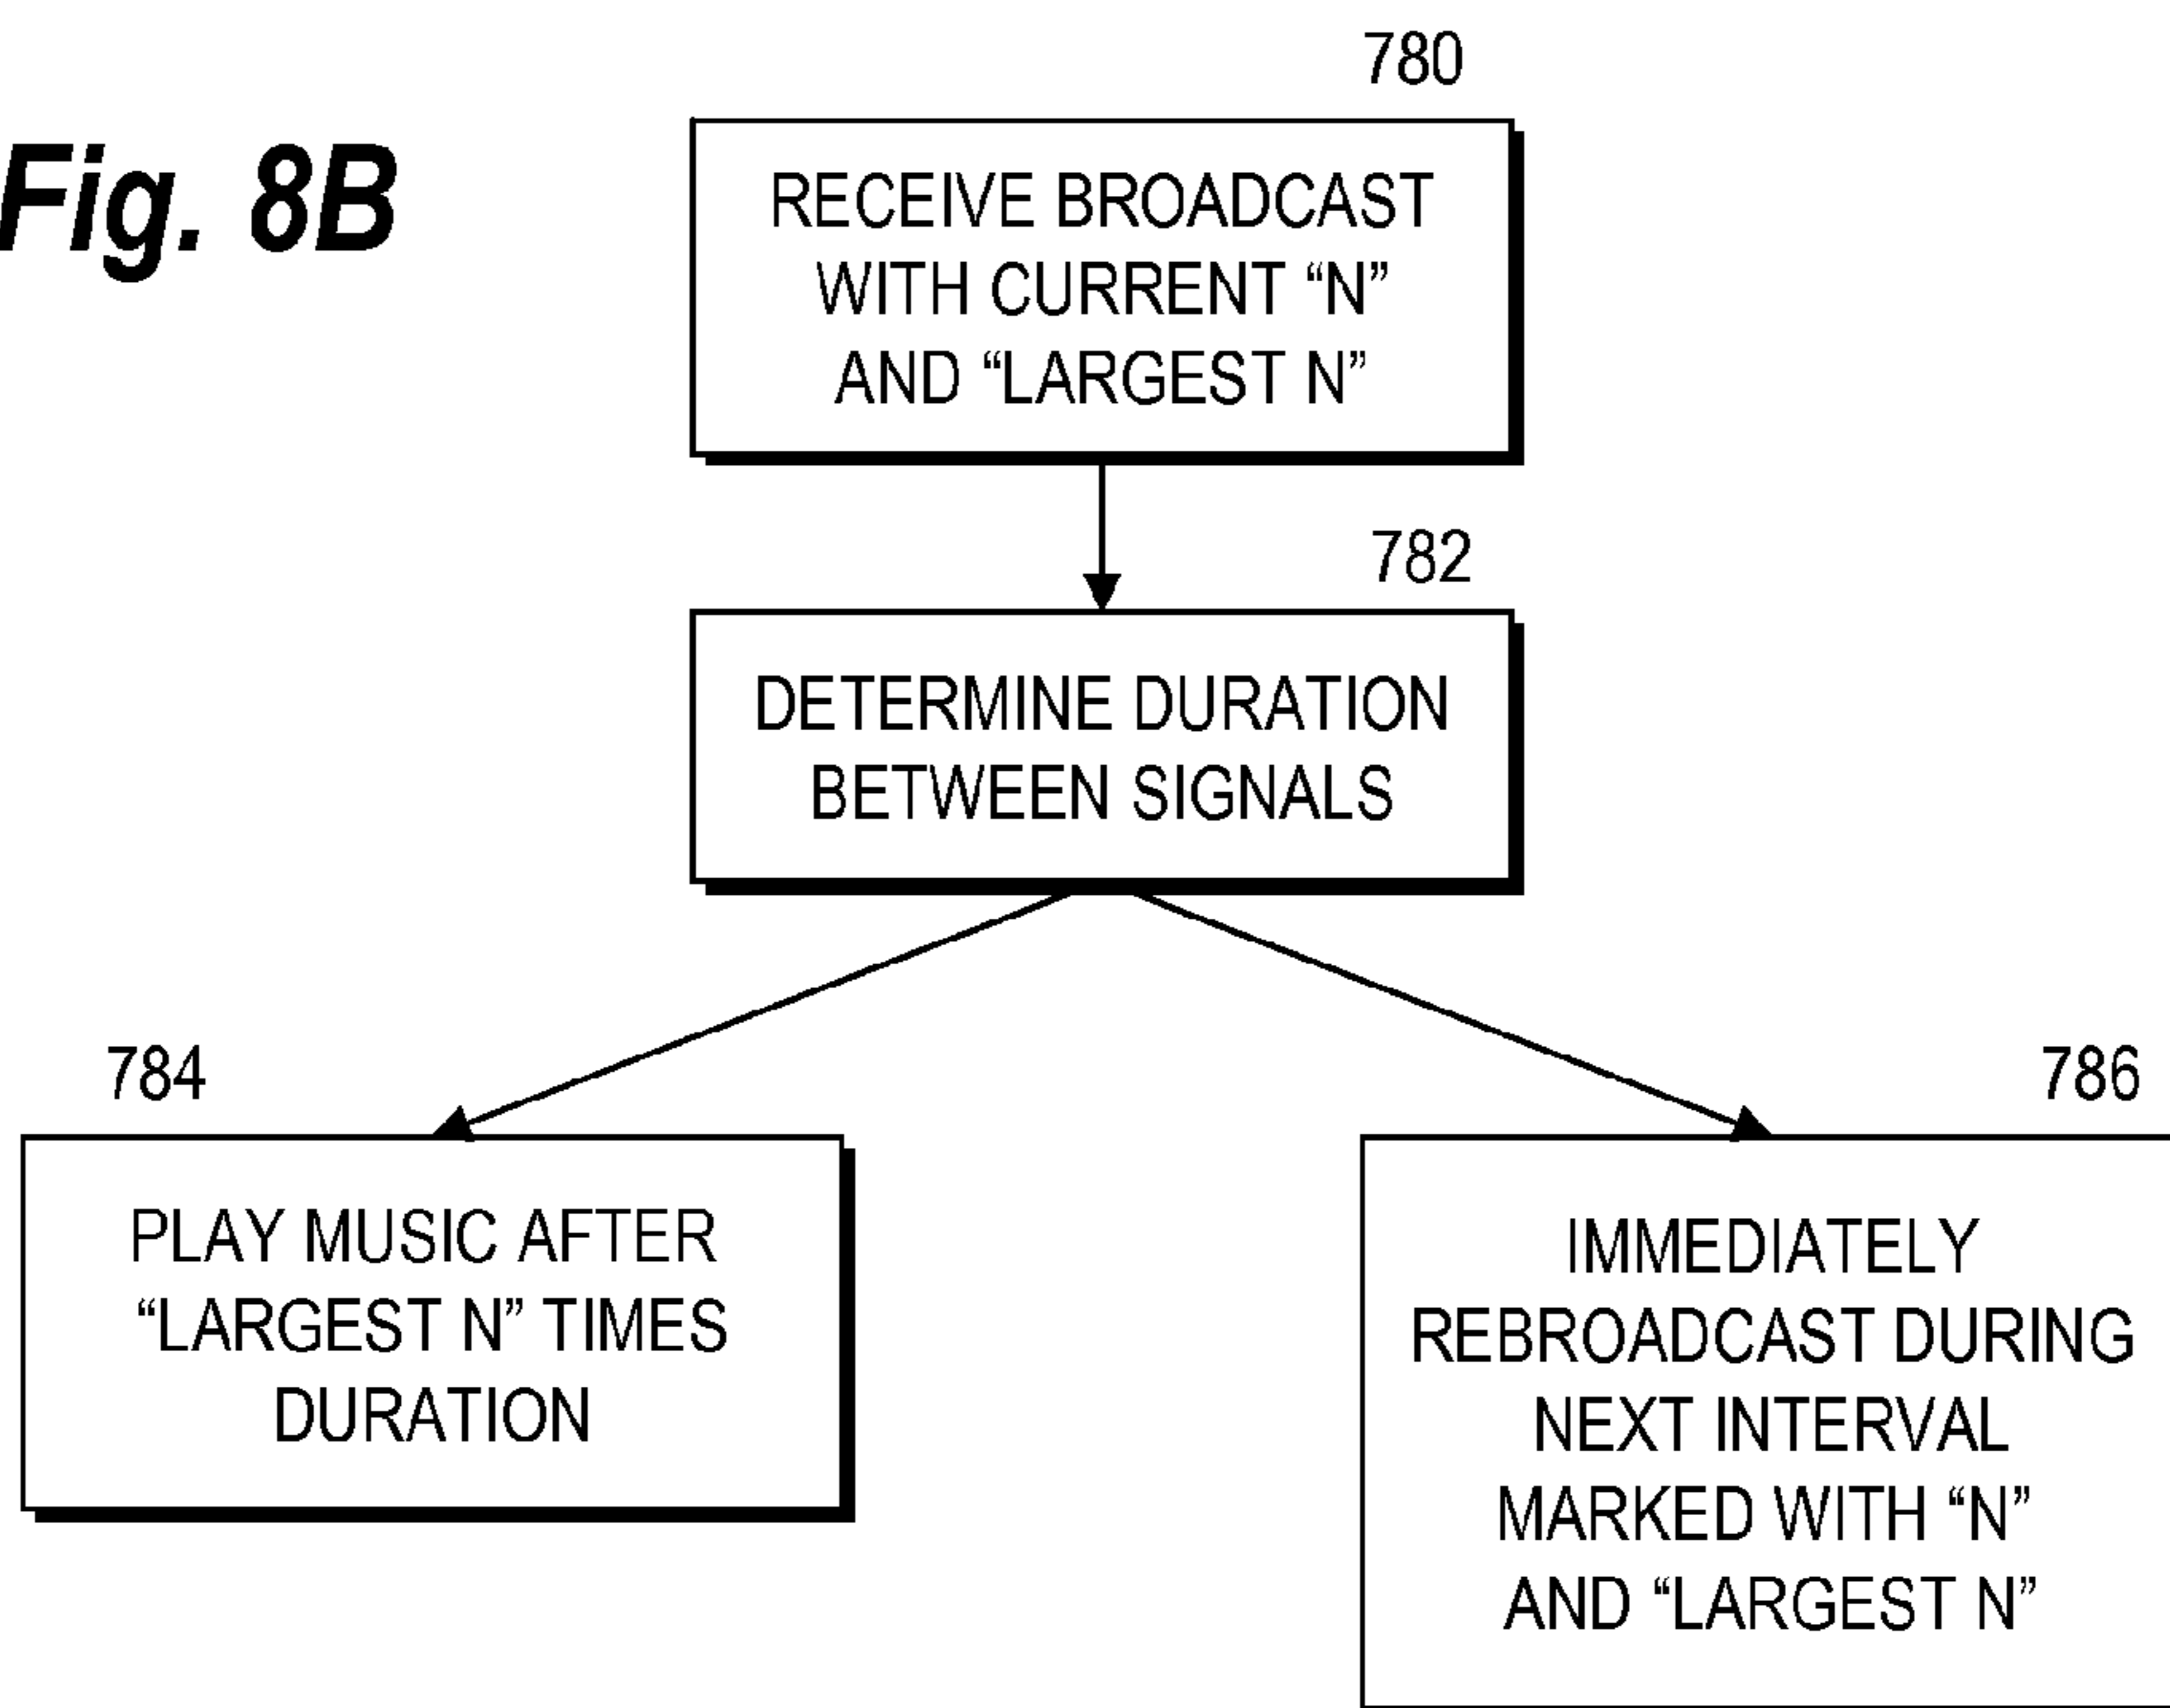 Fig. 8B
780
RECEIVE BROADCAST
WITH CURRENT “N”
AND “LARGEST N”
782
DETERMINE DURATION
BETWEEN SIGNALS
784
PLAY MUSIC AFTER
“LARGEST N” TIMES
DURATION
786
IMMEDIATELY
REBROADCAST DURING
NEXT INTERVAL
MARKED WITH “N”
AND “LARGEST N”